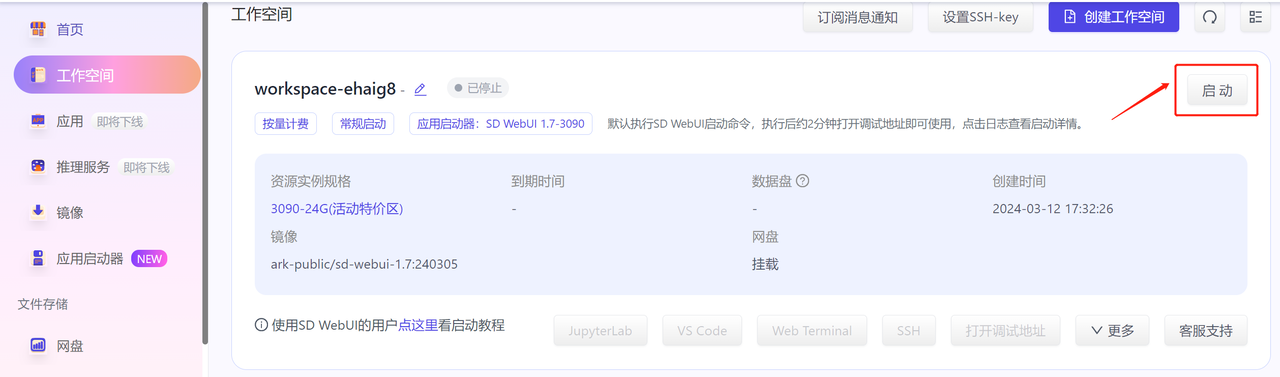 首页
工作空间
应用 即将下线
推理服务 即将下线
镜像
应用启动器 NEW
文件存储
网盘
工作空间 订阅消息通知 设置SSH-key 创建工作空间
workspace-ehaig8 - 已停止 启 动
按量计费 常规启动 应用启动器：SD WebUI 1.7-3090 默认执行SD WebUI启动命令，执行后约2分钟打开调试地址即可使用，点击日志查看启动详情。
资源实例规格 到期时间 数据盘 创建时间
3090-24G(活动特价区) - - 2024-03-12 17:32:26
镜像 网盘
ark-public/sd-webui-1.7:240305 挂载
使用SD WebUI的用户点这里看启动教程 JupyterLab VS Code Web Terminal SSH 打开调试地址 更多 客服支持